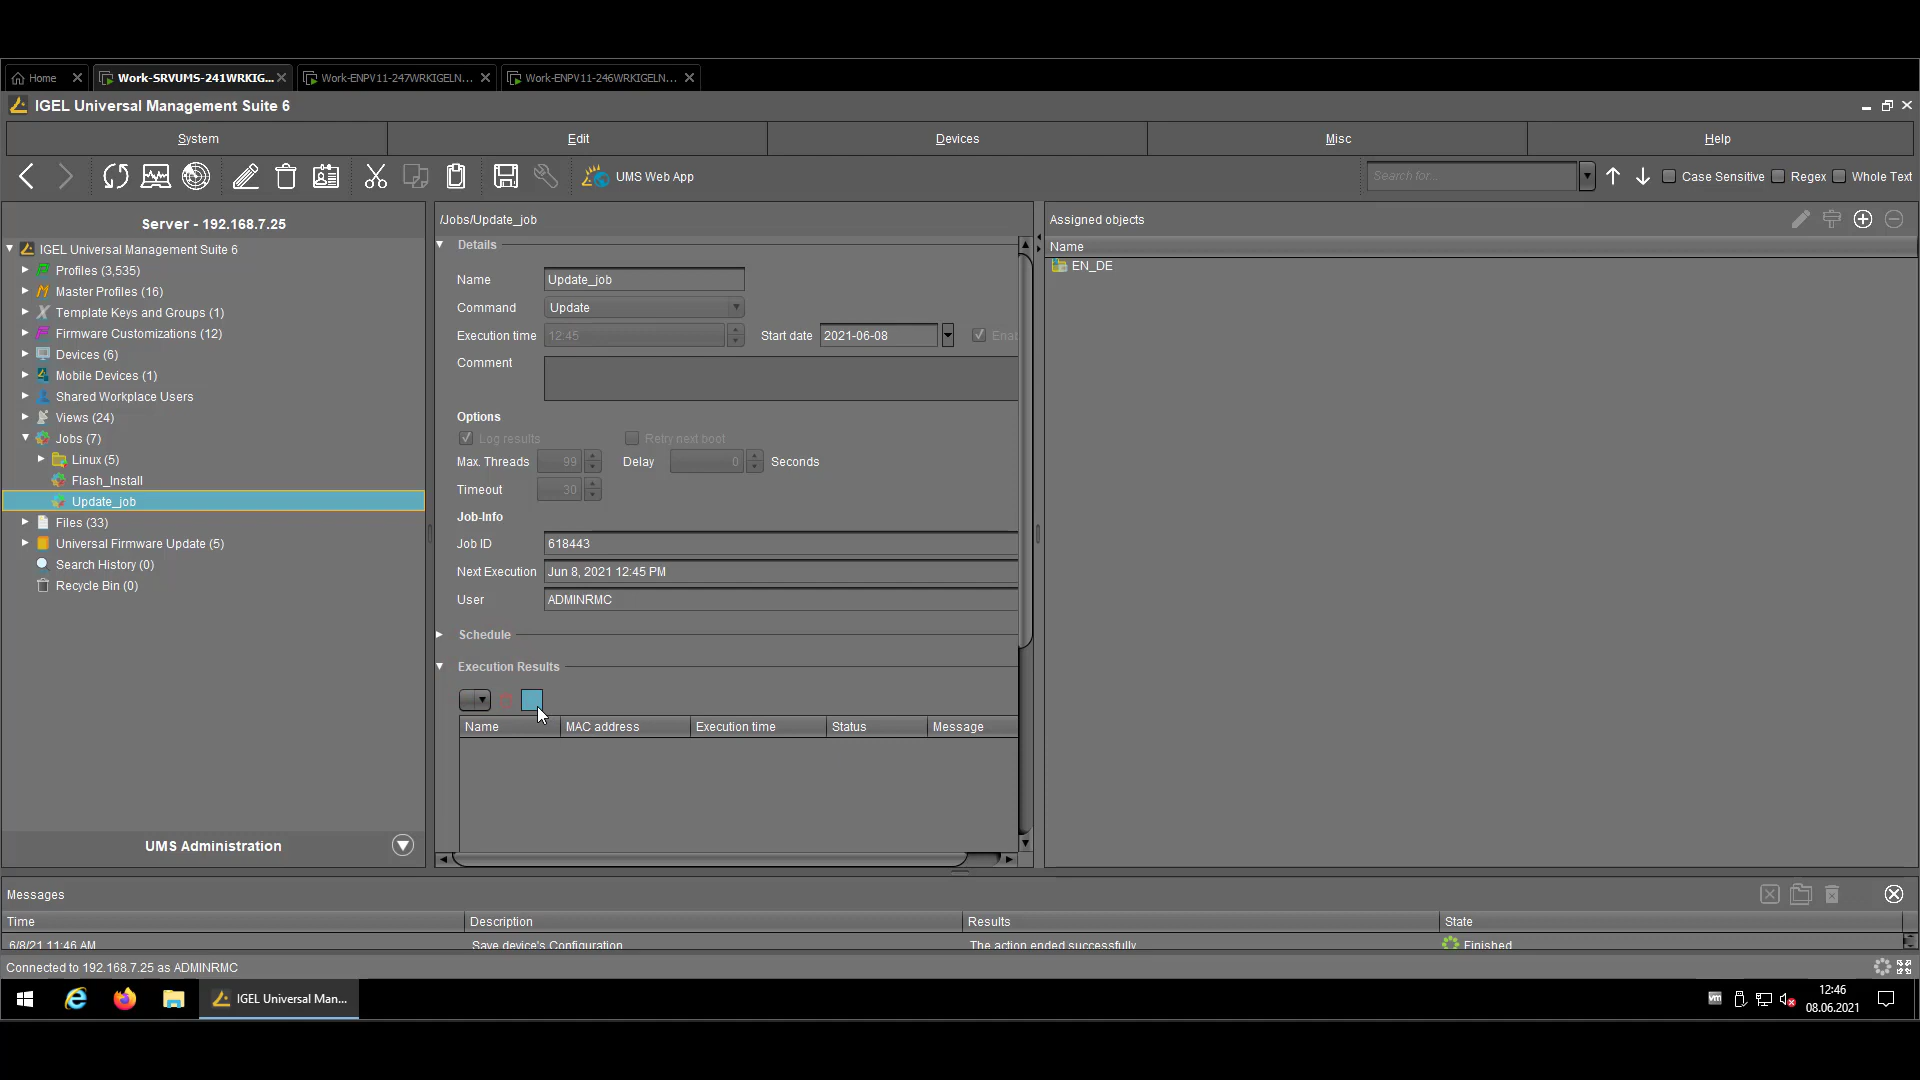 Home
Work-SRVUMS-241WRKIG...
Work-ENPV11-247WRKIGELN...
Work-ENPV11-246WRKIGELN...
IGEL Universal Management Suite 6
System
Edit
Devices
Misc
Help
UMS Web App
Search for...
Case Sensitive
Regex
Whole Text
Server - 192.168.7.25
IGEL Universal Management Suite 6
Profiles (3,535)
Master Profiles (16)
Template Keys and Groups (1)
Firmware Customizations (12)
Devices (6)
Mobile Devices (1)
Shared Workplace Users
Views (24)
Jobs (7)
Linux (5)
Flash_Install
Update_job
Files (33)
Universal Firmware Update (5)
Search History (0)
Recycle Bin (0)
UMS Administration
/Jobs/Update_job
Details
Name Update_job
Command Update
Execution time 12:45 Start date 2021-06-08 Enab
Comment
Options
Log results Retry next boot
Max. Threads 99 Delay 0 Seconds
Timeout 30
Job-Info
Job ID 618443
Next Execution Jun 8, 2021 12:45 PM
User ADMINRMC
Schedule
Execution Results
Name MAC address Execution time Status Message
Assigned objects
Name
EN_DE
Messages
Time Description Results State
6/8/21 11:46 AM Save device's Configuration The action ended successfully Finished
Connected to 192.168.7.25 as ADMINRMC
IGEL Universal Man...
vm
12:46
08.06.2021